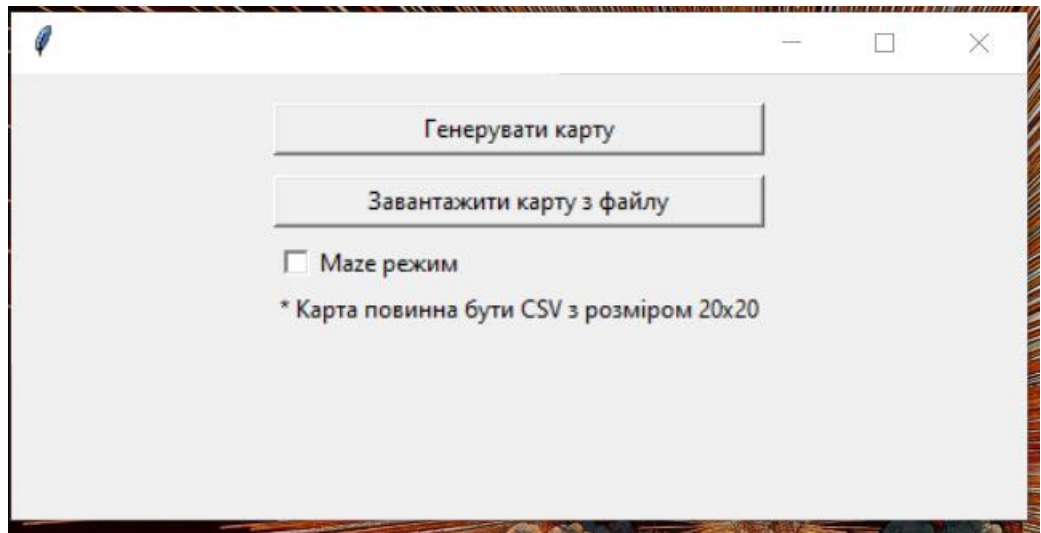 Генерувати карту
Завантажити карту з файлу
Maze режим
* Карта повинна бути CSV з розміром 20x20